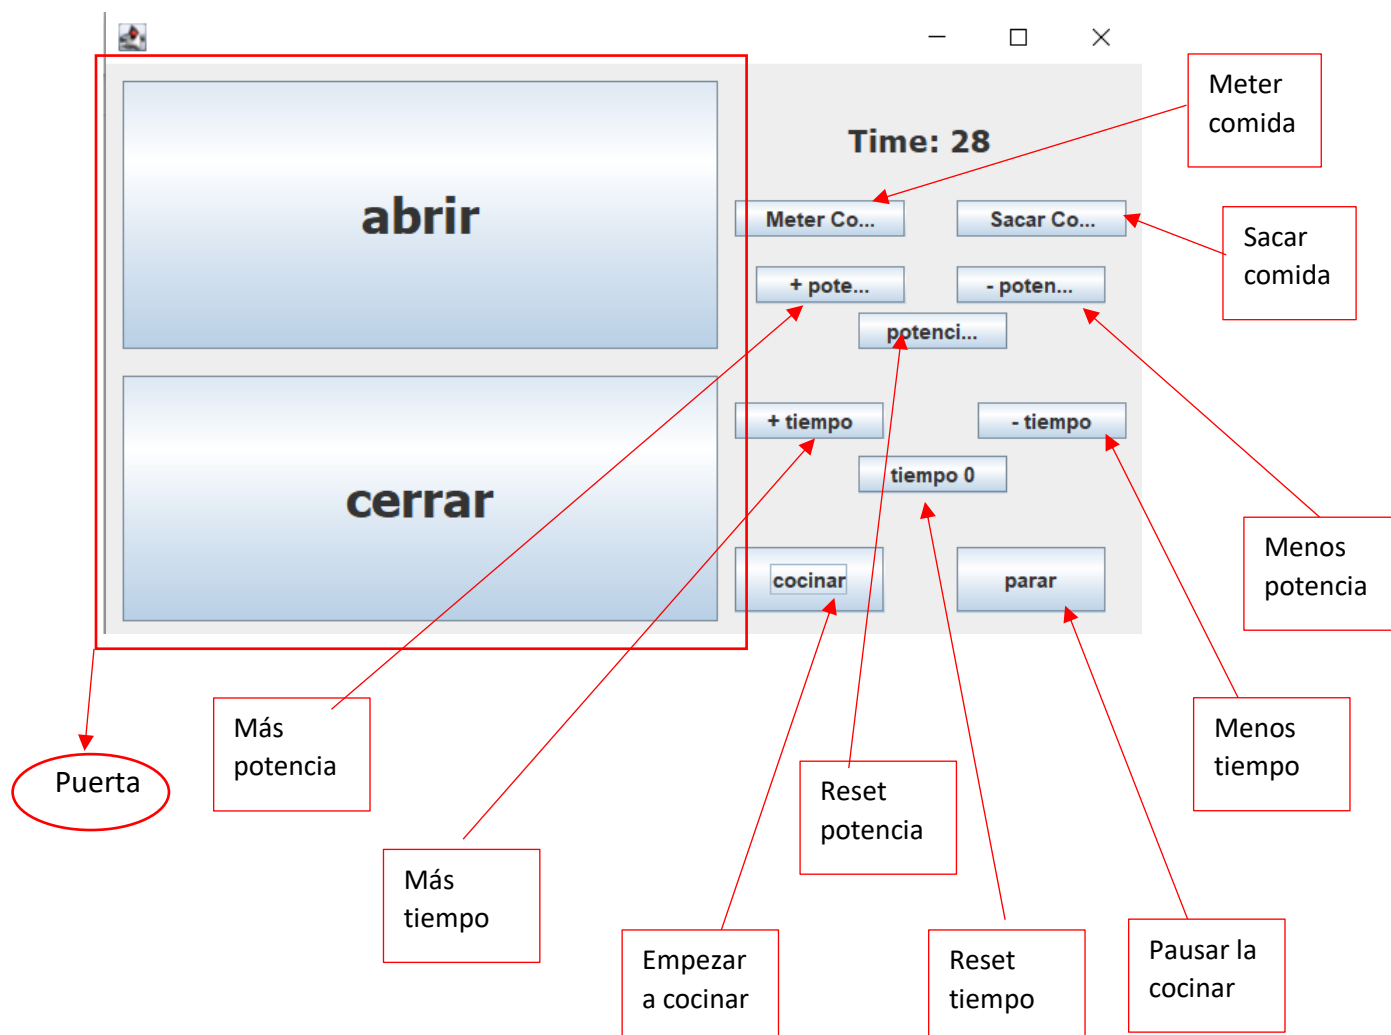 Meter
comida
Time: 28
abrir
Meter Co...
Sacar Co...
Sacar
comida
+ pote...
- poten...
potenci...
+ tiempo
- tiempo
tiempo 0
cerrar
cocinar
parar
Menos
potencia
Más
potencia
Menos
tiempo
Puerta
Reset
potencia
Más
tiempo
Empezar
a cocinar
Reset
tiempo
Pausar la
cocinar